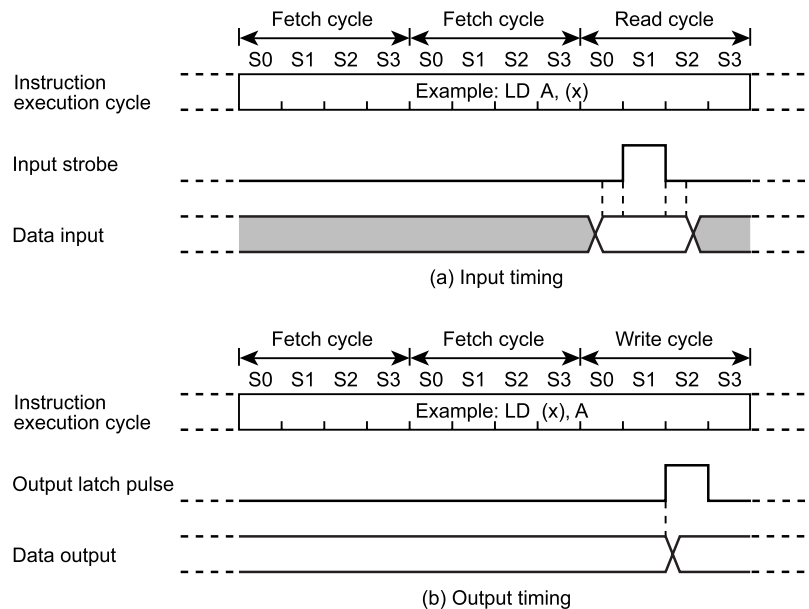 Fetch cycle Fetch cycle Read cycle
S0 S1 S2 S3 S0 S1 S2 S3 S0 S1 S2 S3
Instruction
execution cycle
Example: LD A, (x)
Input strobe
Data input
(a) Input timing
Fetch cycle Fetch cycle Write cycle
S0 S1 S2 S3 S0 S1 S2 S3 S0 S1 S2 S3
Instruction
execution cycle
Example: LD (x), A
Output latch pulse
Data output
(b) Output timing